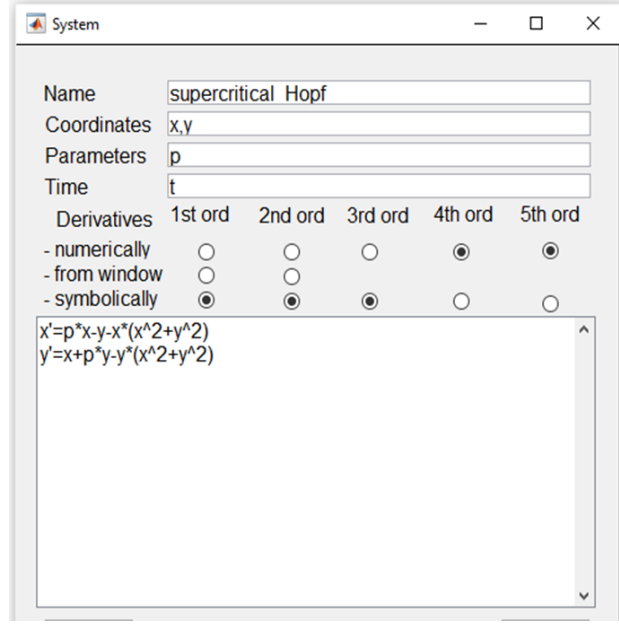 System
Name supercritical Hopf
Coordinates x,y
Parameters p
Time t
Derivatives 1st ord 2nd ord 3rd ord 4th ord 5th ord
- numerically
- from window
- symbolically
x'=p*x-y-x*(x^2+y^2)
y'=x+p*y-y*(x^2+y^2)